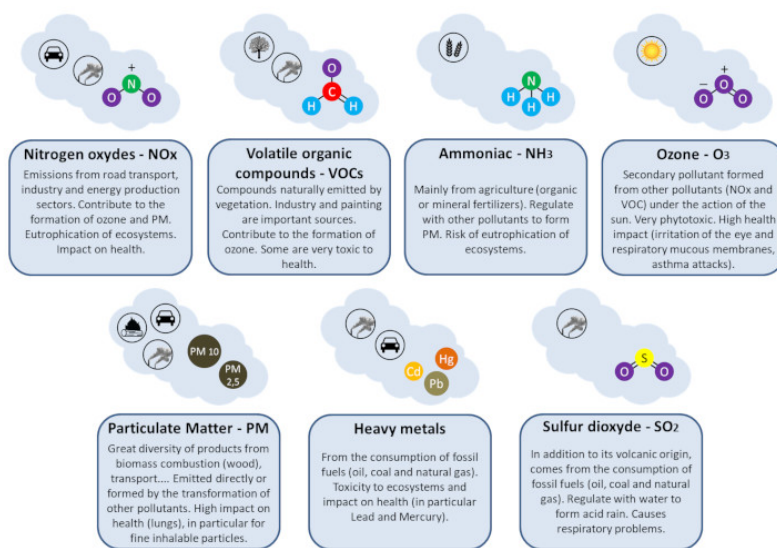 +
N
O
O
O
C
H
H
N
H
H
H
+
−
O
O
O
Nitrogen oxydes - NOx
Emissions from road transport,
industry and energy production
sectors. Contribute to the
formation of ozone and PM.
Eutrophication of ecosystems.
Impact on health.
Volatile organic
compounds - VOCs
Compounds naturally emitted by
vegetation. Industry and painting
are important sources.
Contribute to the formation of
ozone. Some are very toxic to
health.
Ammoniac - NH3
Mainly from agriculture (organic
or mineral fertilizers). Regulate
with other pollutants to form
PM. Risk of eutrophication of
ecosystems.
Ozone - O3
Secondary pollutant formed
from other pollutants (NOx and
VOC) under the action of the
sun. Very phytotoxic. High health
impact (irritation of the eye and
respiratory mucous membranes,
asthma attacks).
PM 10
PM
2,5
Hg
Cd
Pb
S
O
O
Particulate Matter - PM
Great diversity of products from
biomass combustion (wood),
transport.... Emitted directly or
formed by the transformation of
other pollutants. High impact on
health (lungs), in particular for
fine inhalable particles.
Heavy metals
From the consumption of fossil
fuels (oil, coal and natural gas).
Toxicity to ecosystems and
impact on health (in particular
Lead and Mercury).
Sulfur dioxyde - SO2
In addition to its volcanic origin,
comes from the consumption of
fossil fuels (oil, coal and natural
gas). Regulate with water to
form acid rain. Causes
respiratory problems.